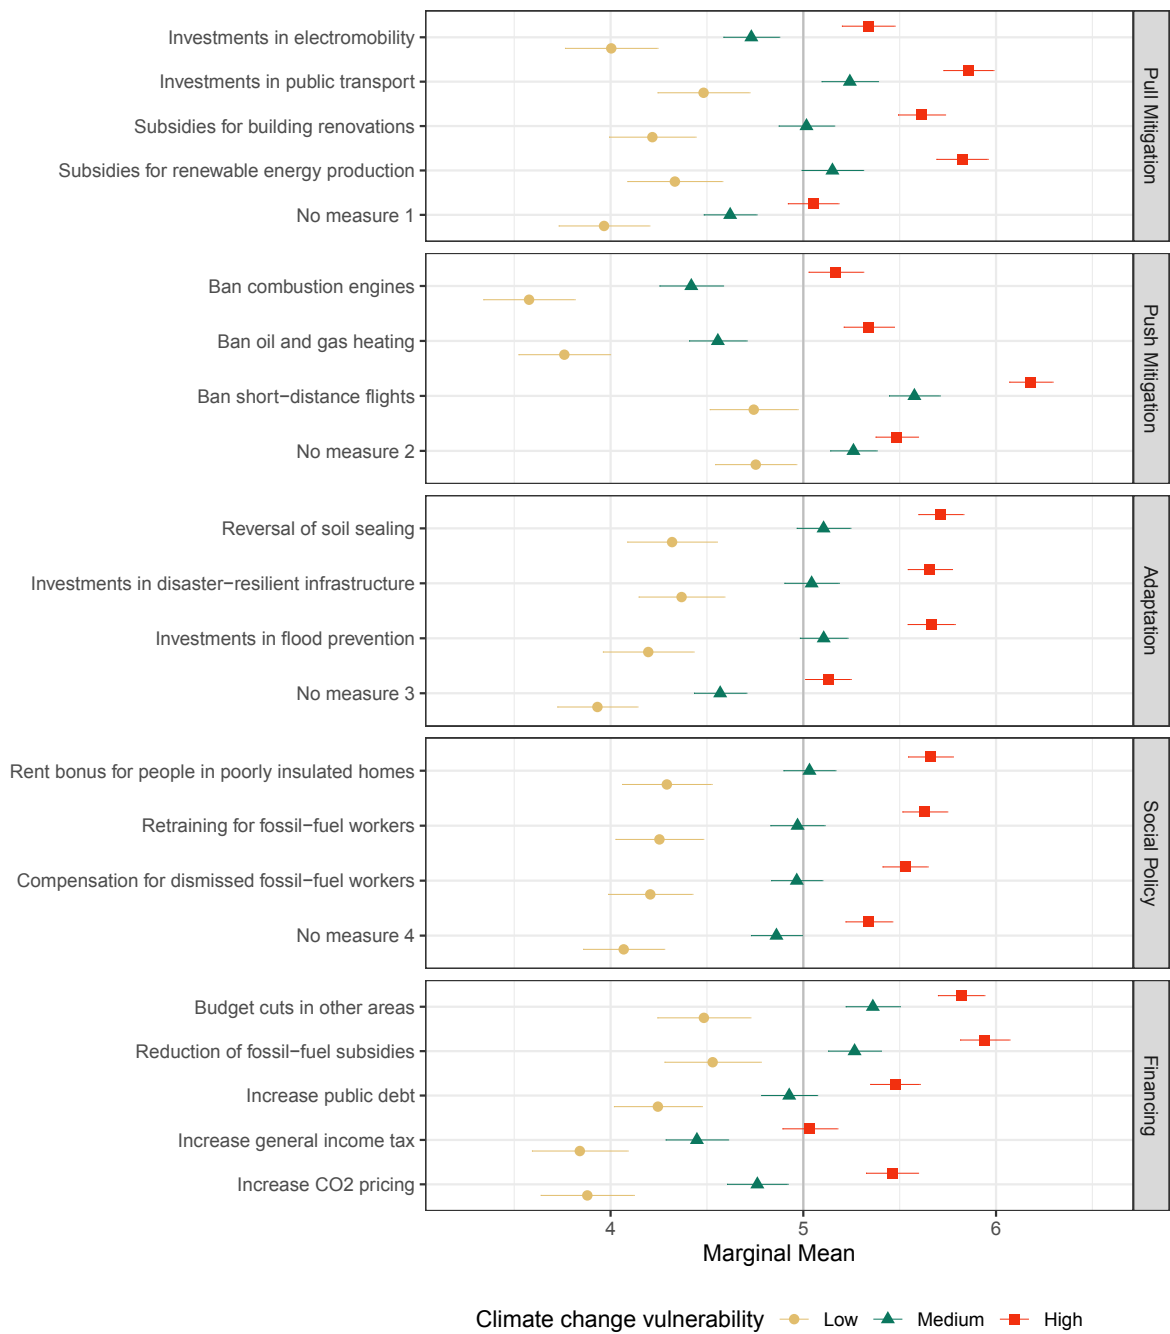 Investments in electromobility
Investments in public transport
Subsidies for building renovations
Subsidies for renewable energy production
No measure 1
Pull Mitigation
Ban combustion engines
Ban oil and gas heating
Ban short−distance flights
No measure 2
Push Mitigation
Reversal of soil sealing
Investments in disaster−resilient infrastructure
Investments in flood prevention
No measure 3
Adaptation
Rent bonus for people in poorly insulated homes
Retraining for fossil−fuel workers
Compensation for dismissed fossil−fuel workers
No measure 4
Social Policy
Budget cuts in other areas
Reduction of fossil−fuel subsidies
Increase public debt
Increase general income tax
Increase CO2 pricing
Financing
4 5 6
Marginal Mean
Climate change vulnerability Low Medium High